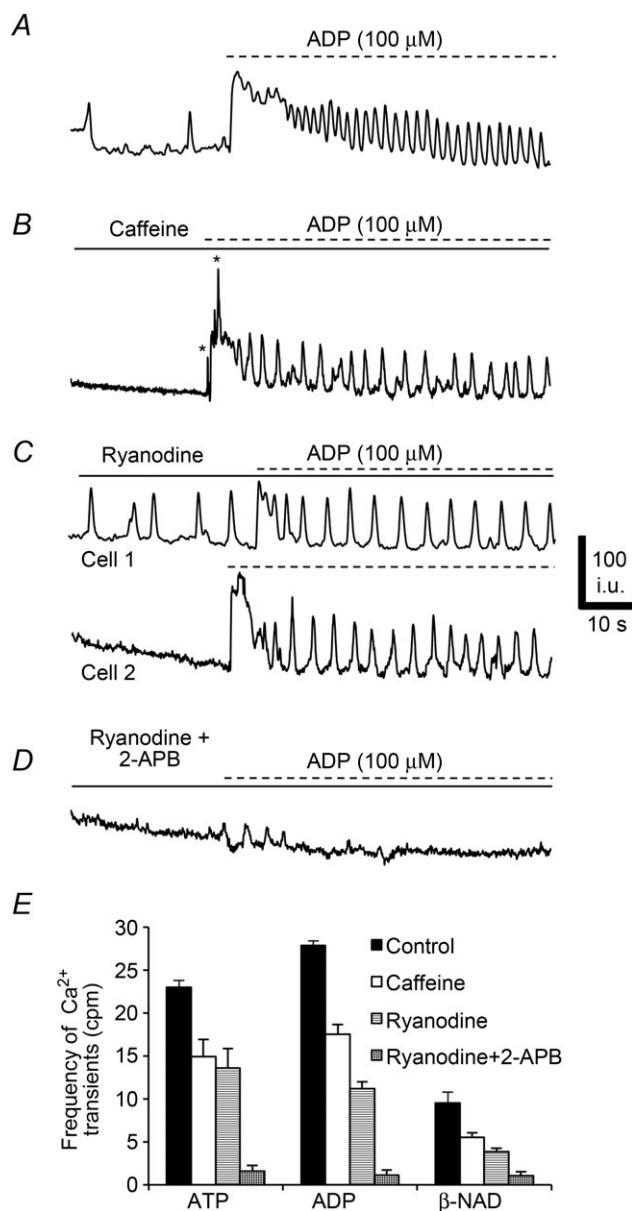 A
ADP (100 μM)
B
Caffeine
ADP (100 μM)
*
*
C
Ryanodine
ADP (100 μM)
Cell 1
Cell 2
100
i.u.
10 s
D
Ryanodine +
2-APB
ADP (100 μM)
E
Frequency of Ca2+
transients (cpm)
30
25
20
15
10
5
0
Control
Caffeine
Ryanodine
Ryanodine+2-APB
ATP
ADP
β-NAD